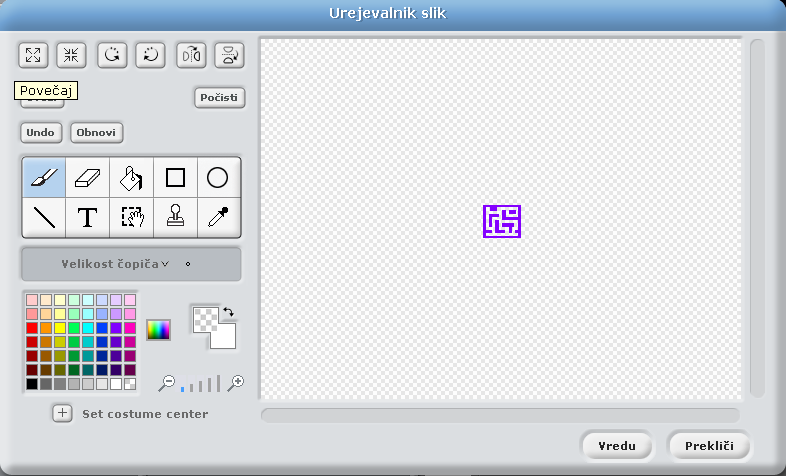 Urejevalnik slik
Povečaj
Počisti
Undo
Obnovi
T
Velikost čopiča
Set costume center
Vredu
Prekliči